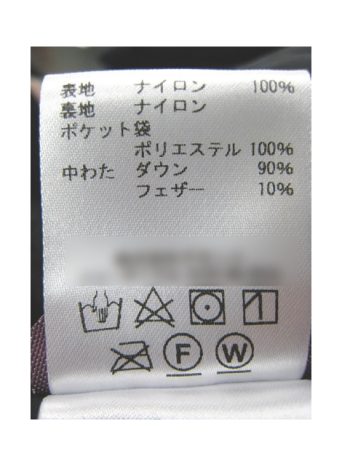 表地 ナイロン 100%
裏地 ナイロン
ポケット袋
ポリエステル 100%
中わた ダウン 90%
フェザー 10%
F W